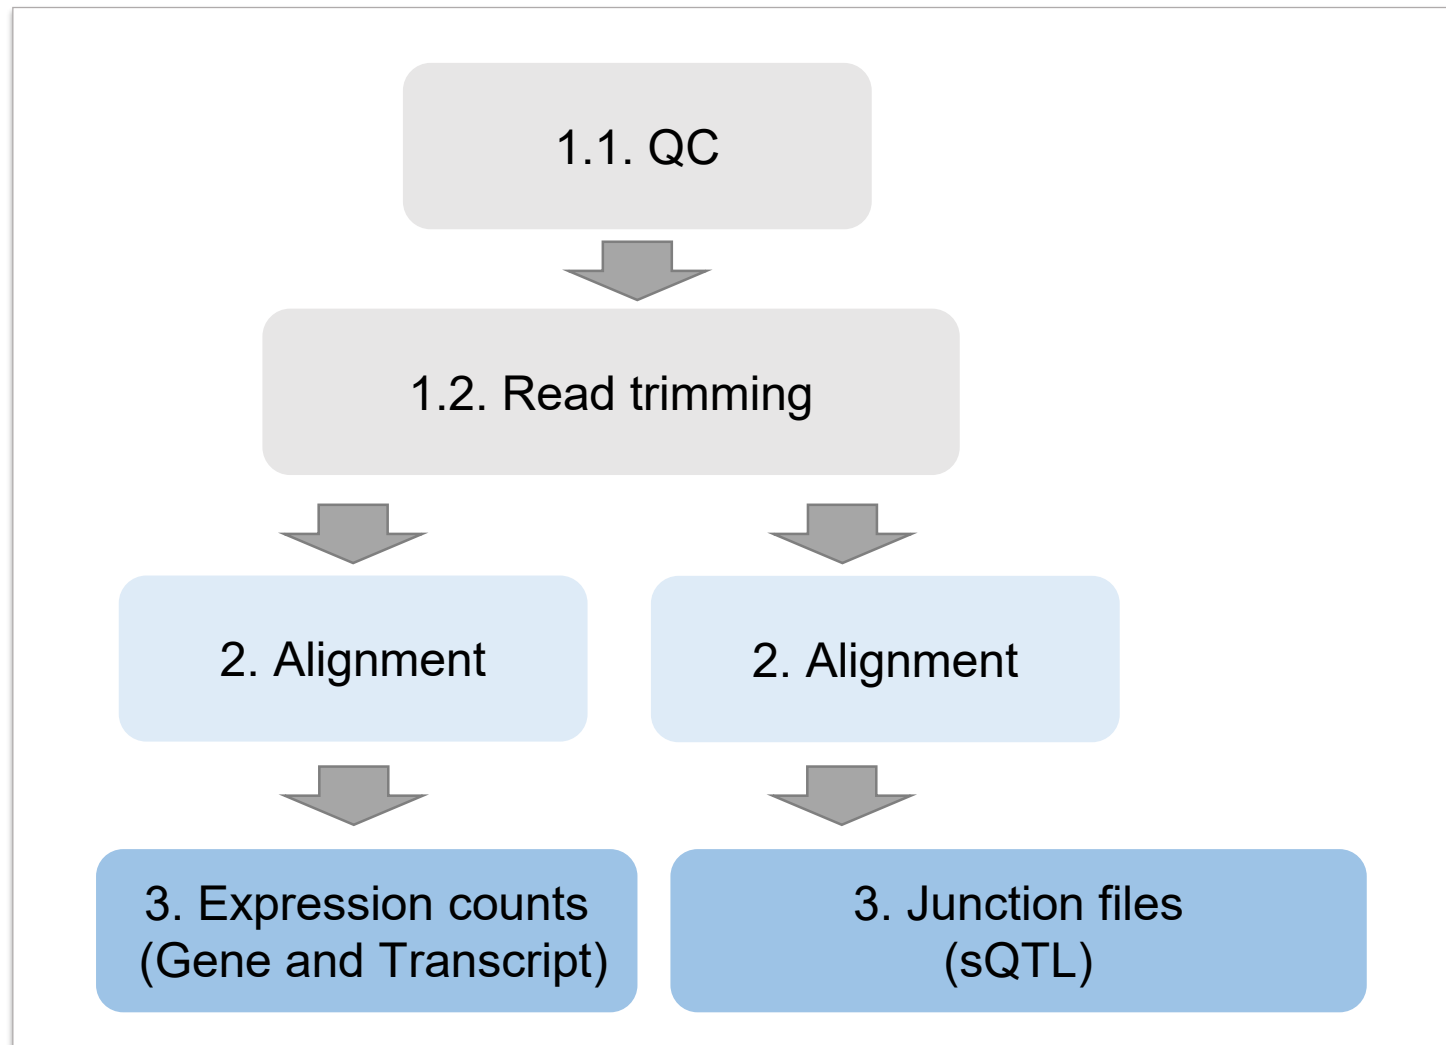 1.1. QC
1.2. Read trimming
2. Alignment
2. Alignment
3. Expression counts
(Gene and Transcript)
3. Junction files
(sQTL)